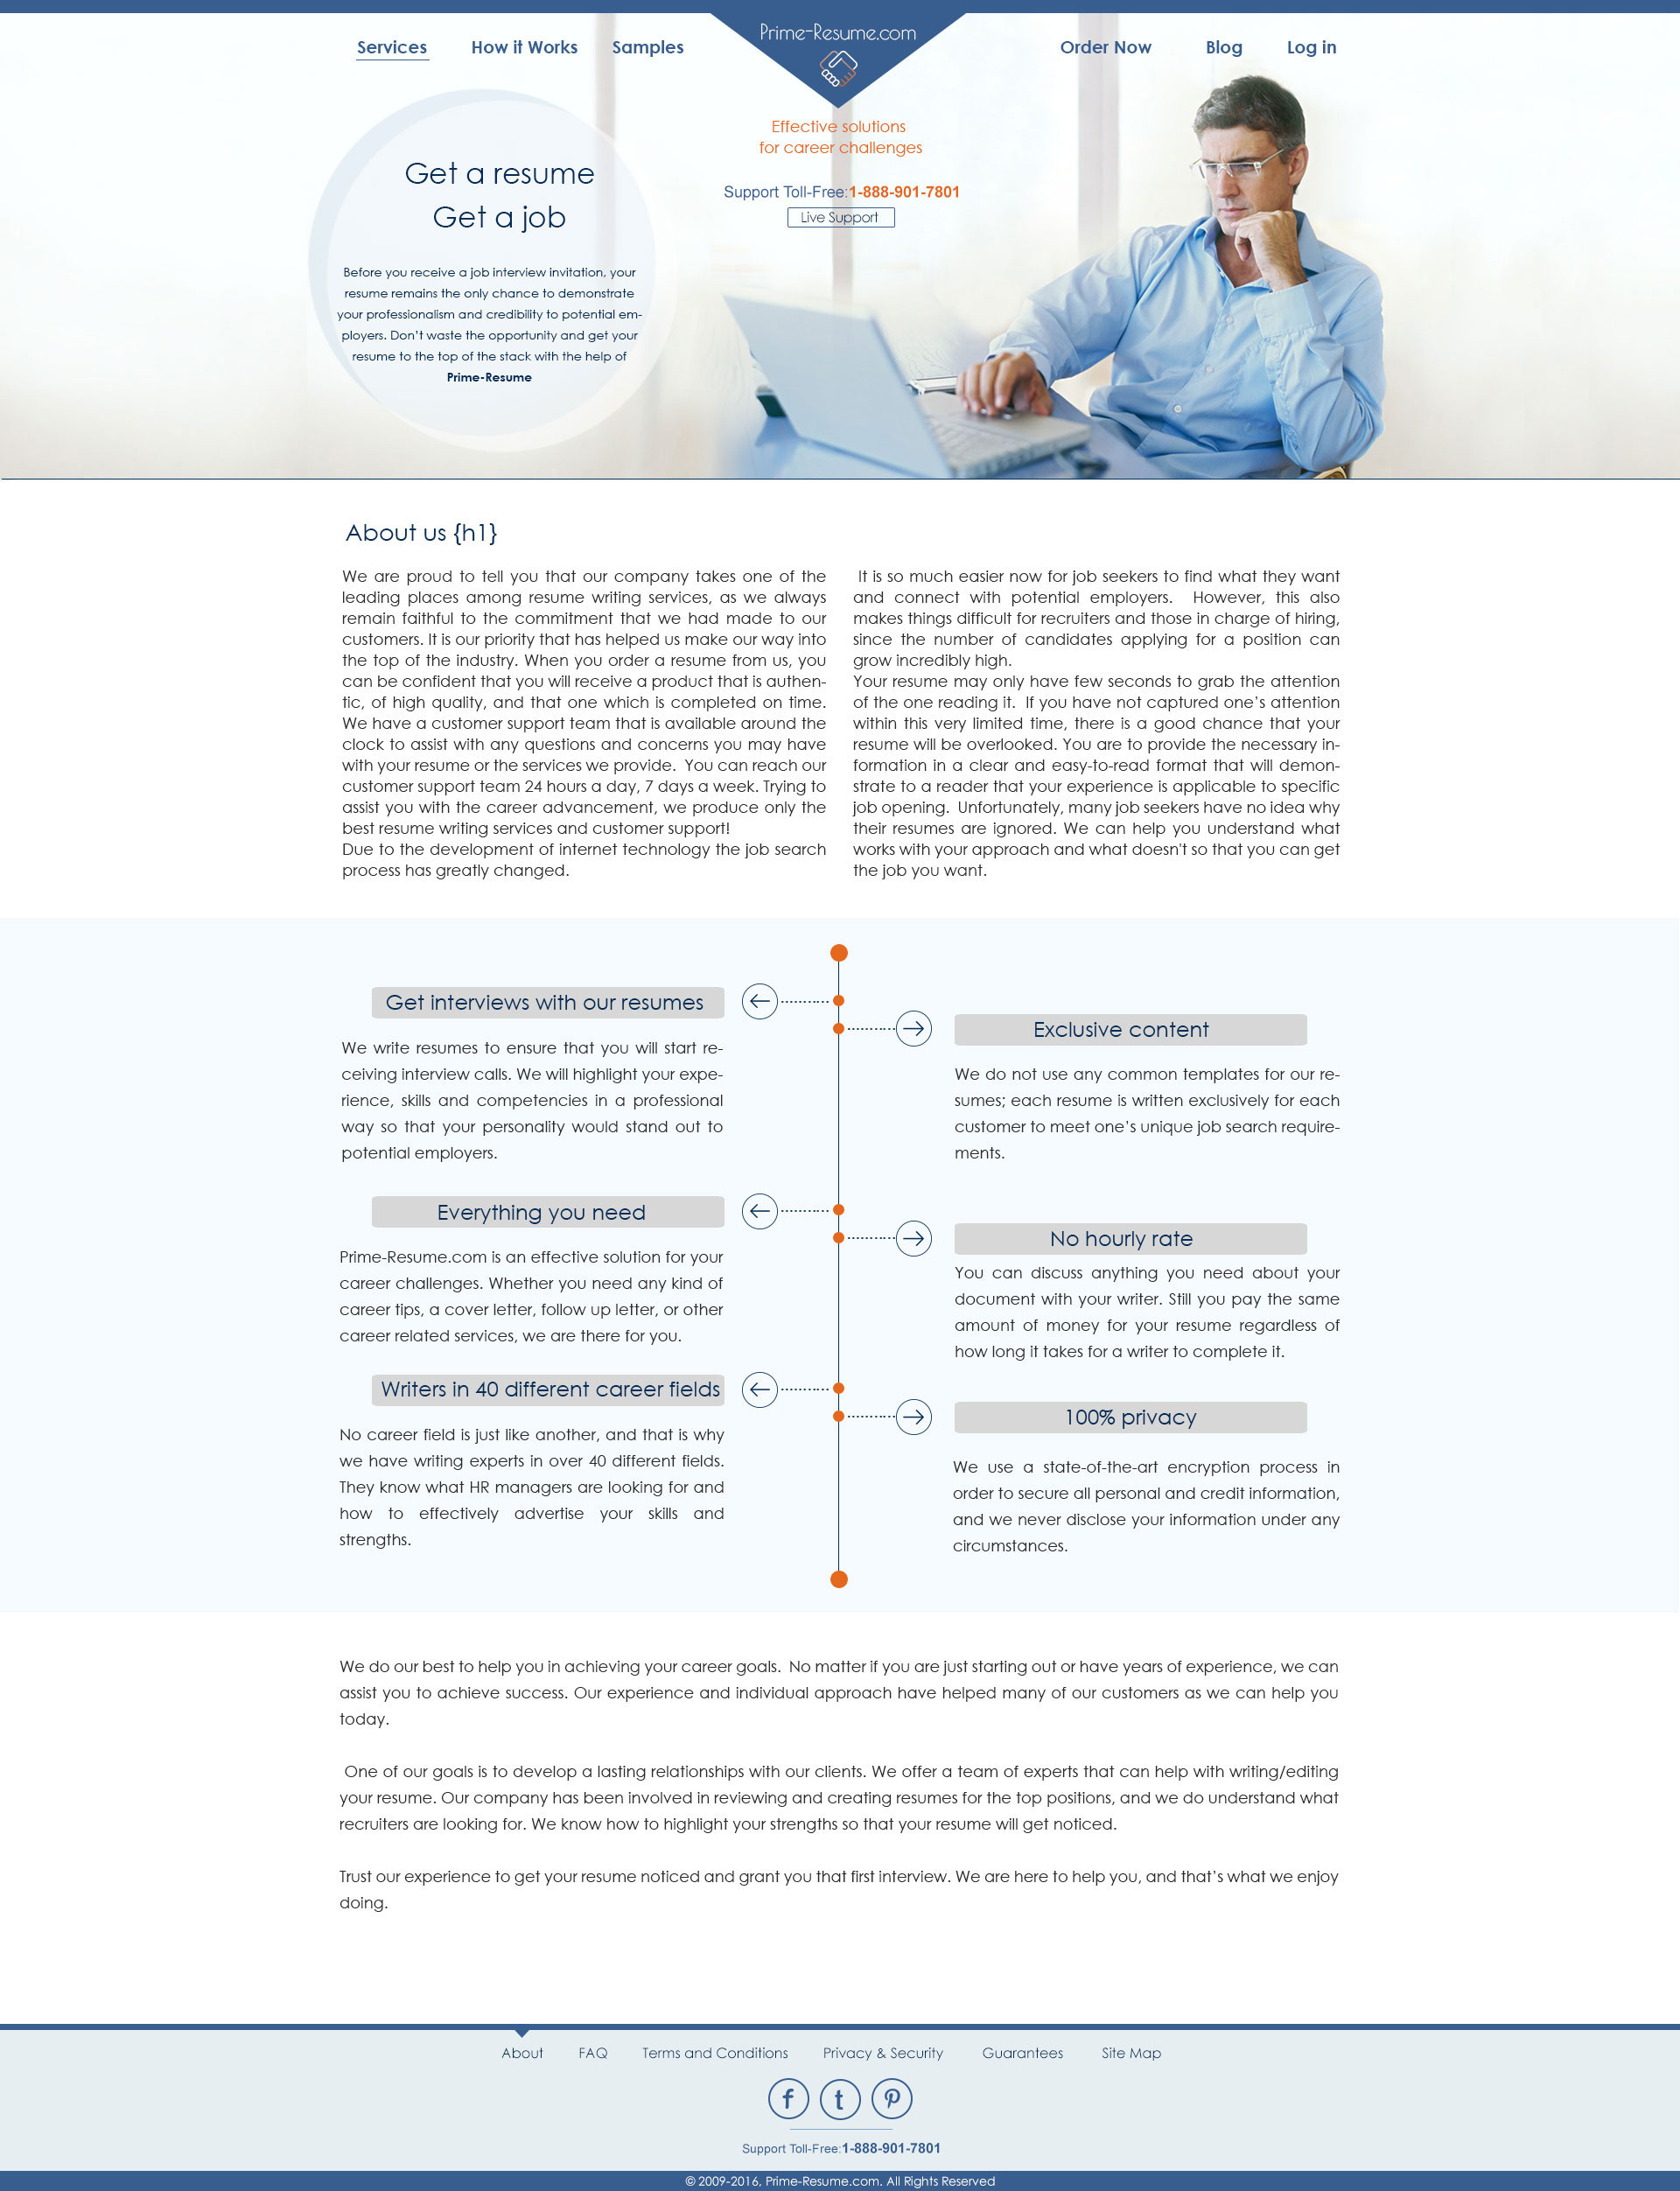 Prime-Resume.com
Services How it Works Samples Order Now Blog Log in
Effective solutions
for career challenges
Support Toll-Free:1-888-901-7801
Live Support
Get a resume
Get a job
Before you receive a job interview invitation, your
resume remains the only chance to demonstrate
your professionalism and credibility to potential em-
ployers. Don’t waste the opportunity and get your
resume to the top of the stack with the help of
Prime-Resume
About us {h1}
We are proud to tell you that our company takes one of the
leading places among resume writing services, as we always
remain faithful to the commitment that we had made to our
customers. It is our priority that has helped us make our way into
the top of the industry. When you order a resume from us, you
can be confident that you will receive a product that is authen-
tic, of high quality, and that one which is completed on time.
We have a customer support team that is available around the
clock to assist with any questions and concerns you may have
with your resume or the services we provide. You can reach our
customer support team 24 hours a day, 7 days a week. Trying to
assist you with the career advancement, we produce only the
best resume writing services and customer support!
Due to the development of internet technology the job search
process has greatly changed.
It is so much easier now for job seekers to find what they want
and connect with potential employers. However, this also
makes things difficult for recruiters and those in charge of hiring,
since the number of candidates applying for a position can
grow incredibly high.
Your resume may only have few seconds to grab the attention
of the one reading it. If you have not captured one’s attention
within this very limited time, there is a good chance that your
resume will be overlooked. You are to provide the necessary in-
formation in a clear and easy-to-read format that will demon-
strate to a reader that your experience is applicable to specific
job opening. Unfortunately, many job seekers have no idea why
their resumes are ignored. We can help you understand what
works with your approach and what doesn't so that you can get
the job you want.
Get interviews with our resumes
We write resumes to ensure that you will start re-
ceiving interview calls. We will highlight your expe-
rience, skills and competencies in a professional
way so that your personality would stand out to
potential employers.
Exclusive content
We do not use any common templates for our re-
sumes; each resume is written exclusively for each
customer to meet one’s unique job search require-
ments.
Everything you need
Prime-Resume.com is an effective solution for your
career challenges. Whether you need any kind of
career tips, a cover letter, follow up letter, or other
career related services, we are there for you.
No hourly rate
You can discuss anything you need about your
document with your writer. Still you pay the same
amount of money for your resume regardless of
how long it takes for a writer to complete it.
Writers in 40 different career fields
No career field is just like another, and that is why
we have writing experts in over 40 different fields.
They know what HR managers are looking for and
how to effectively advertise your skills and
strengths.
100% privacy
We use a state-of-the-art encryption process in
order to secure all personal and credit information,
and we never disclose your information under any
circumstances.
We do our best to help you in achieving your career goals. No matter if you are just starting out or have years of experience, we can
assist you to achieve success. Our experience and individual approach have helped many of our customers as we can help you
today.
One of our goals is to develop a lasting relationships with our clients. We offer a team of experts that can help with writing/editing
your resume. Our company has been involved in reviewing and creating resumes for the top positions, and we do understand what
recruiters are looking for. We know how to highlight your strengths so that your resume will get noticed.
Trust our experience to get your resume noticed and grant you that first interview. We are here to help you, and that’s what we enjoy
doing.
About FAQ Terms and Conditions Privacy & Security Guarantees Site Map
f t P
Support Toll-Free:1-888-901-7801
© 2009-2016, Prime-Resume.com. All Rights Reserved